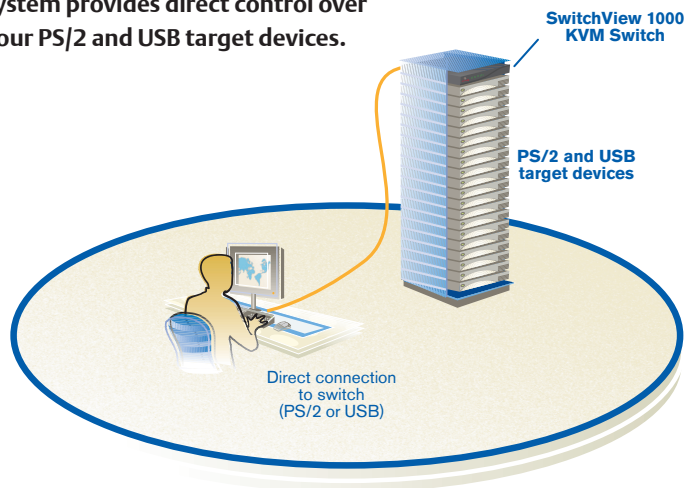 system provides direct control over
our PS/2 and USB target devices.
SwitchView 1000
KVM Switch
PS/2 and USB
target devices
Direct connection
to switch
(PS/2 or USB)